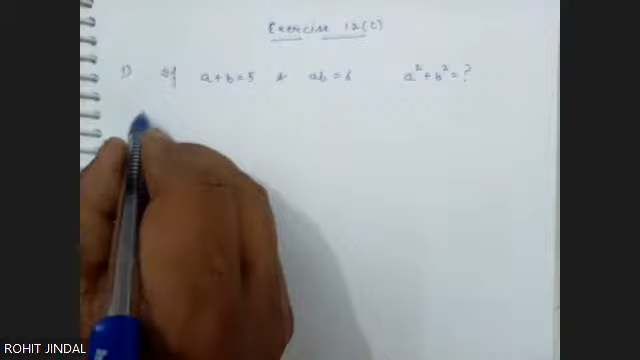 Exercise 12(C)
1) If a+b=5 & ab=6 a²+b²=?
ROHIT JINDAL